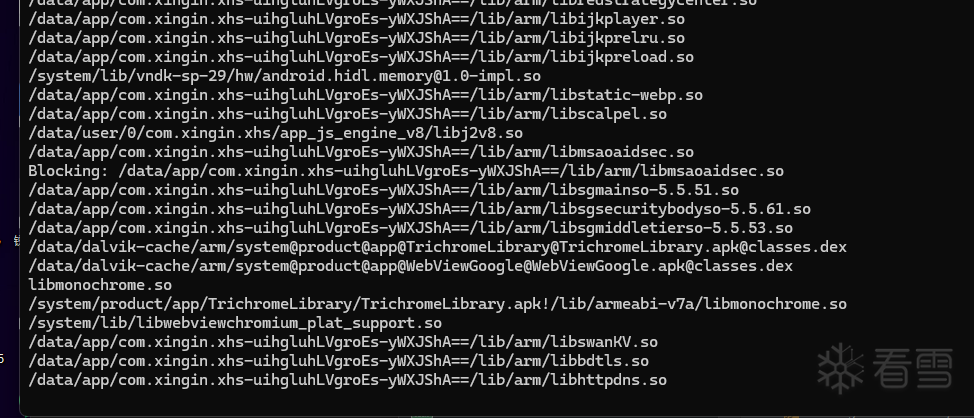 /data/app/com.xingin.xhs-uihgluhLVgroEs-yWXJShA==/lib/arm/libredstrategycenter.so
/data/app/com.xingin.xhs-uihgluhLVgroEs-yWXJShA==/lib/arm/libijkplayer.so
/data/app/com.xingin.xhs-uihgluhLVgroEs-yWXJShA==/lib/arm/libijkprelru.so
/data/app/com.xingin.xhs-uihgluhLVgroEs-yWXJShA==/lib/arm/libijkpreload.so
/system/lib/vndk-sp-29/hw/android.hidl.memory@1.0-impl.so
/data/app/com.xingin.xhs-uihgluhLVgroEs-yWXJShA==/lib/arm/libstatic-webp.so
/data/app/com.xingin.xhs-uihgluhLVgroEs-yWXJShA==/lib/arm/libscalpel.so
/data/user/0/com.xingin.xhs/app_js_engine_v8/libj2v8.so
/data/app/com.xingin.xhs-uihgluhLVgroEs-yWXJShA==/lib/arm/libmsaoaidsec.so
Blocking: /data/app/com.xingin.xhs-uihgluhLVgroEs-yWXJShA==/lib/arm/libmsaoaidsec.so
/data/app/com.xingin.xhs-uihgluhLVgroEs-yWXJShA==/lib/arm/libsgmainso-5.5.51.so
/data/app/com.xingin.xhs-uihgluhLVgroEs-yWXJShA==/lib/arm/libsgsecuritybodyso-5.5.61.so
/data/app/com.xingin.xhs-uihgluhLVgroEs-yWXJShA==/lib/arm/libsgmiddletierso-5.5.53.so
/data/dalvik-cache/arm/system@product@app@TrichromeLibrary@TrichromeLibrary.apk@classes.dex
/data/dalvik-cache/arm/system@product@app@WebViewGoogle@WebViewGoogle.apk@classes.dex
libmonochrome.so
/system/product/app/TrichromeLibrary/TrichromeLibrary.apk!/lib/armeabi-v7a/libmonochrome.so
/system/lib/libwebviewchromium_plat_support.so
/data/app/com.xingin.xhs-uihgluhLVgroEs-yWXJShA==/lib/arm/libswanKV.so
/data/app/com.xingin.xhs-uihgluhLVgroEs-yWXJShA==/lib/arm/libbdtls.so
/data/app/com.xingin.xhs-uihgluhLVgroEs-yWXJShA==/lib/arm/libhttpdns.so
5
看雪